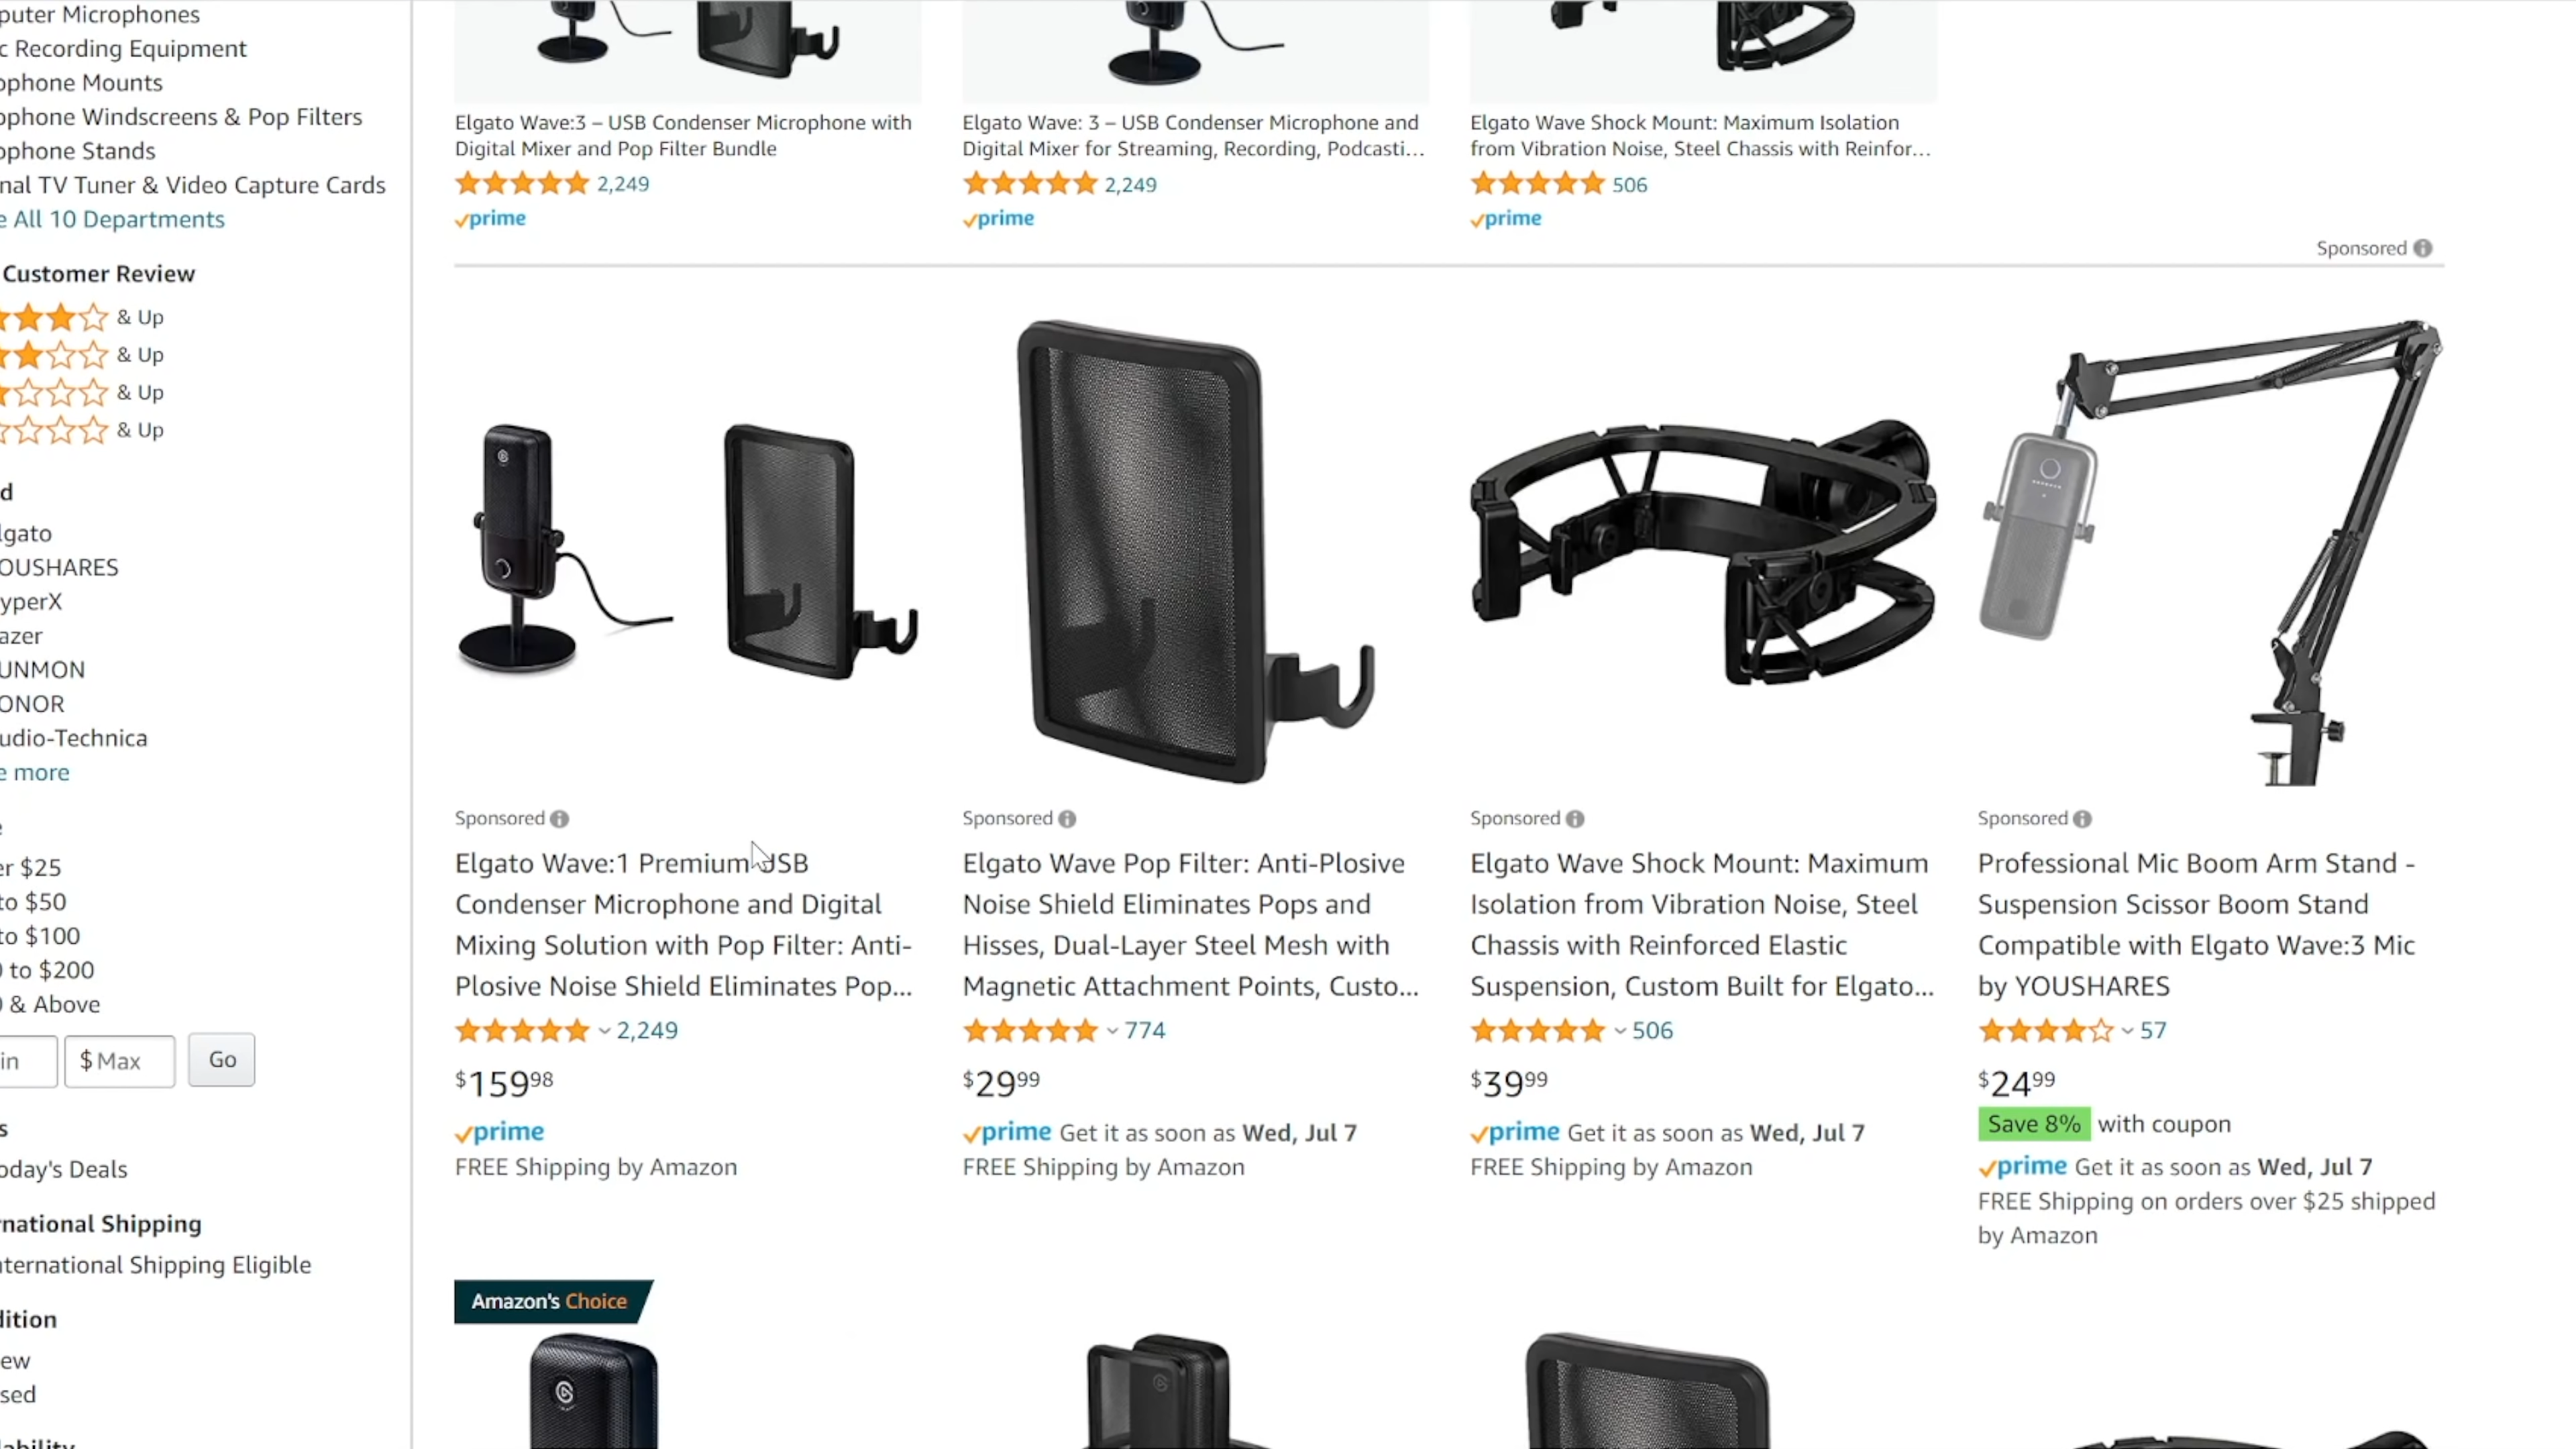 puter Microphones
c Recording Equipment
ophone Mounts
ophone Windscreens & Pop Filters
ophone Stands
nal TV Tuner & Video Capture Cards
e All 10 Departments
Customer Review
& Up
& Up
& Up
& Up
d
lgato
OUSHARES
yperX
azer
UNMON
ONOR
udio-Technica
e more
e
er $25
to $50
to $100
0 to $200
0 & Above
in
$ Max
Go
s
oday's Deals
rnational Shipping
nternational Shipping Eligible
dition
ew
sed
lability
Elgato Wave:3 – USB Condenser Microphone with
Digital Mixer and Pop Filter Bundle
2,249
prime
Elgato Wave: 3 – USB Condenser Microphone and
Digital Mixer for Streaming, Recording, Podcasti...
2,249
prime
Elgato Wave Shock Mount: Maximum Isolation
from Vibration Noise, Steel Chassis with Reinfor...
506
prime
Sponsored
Sponsored
Elgato Wave:1 Premium USB
Condenser Microphone and Digital
Mixing Solution with Pop Filter: Anti-
Plosive Noise Shield Eliminates Pop...
2,249
$15998
prime
FREE Shipping by Amazon
Sponsored
Elgato Wave Pop Filter: Anti-Plosive
Noise Shield Eliminates Pops and
Hisses, Dual-Layer Steel Mesh with
Magnetic Attachment Points, Custo...
774
$2999
prime Get it as soon as Wed, Jul 7
FREE Shipping by Amazon
Sponsored
Elgato Wave Shock Mount: Maximum
Isolation from Vibration Noise, Steel
Chassis with Reinforced Elastic
Suspension, Custom Built for Elgato...
506
$3999
prime Get it as soon as Wed, Jul 7
FREE Shipping by Amazon
Sponsored
Professional Mic Boom Arm Stand -
Suspension Scissor Boom Stand
Compatible with Elgato Wave:3 Mic
by YOUSHARES
57
$2499
Save 8% with coupon
prime Get it as soon as Wed, Jul 7
FREE Shipping on orders over $25 shipped
by Amazon
Amazon's Choice